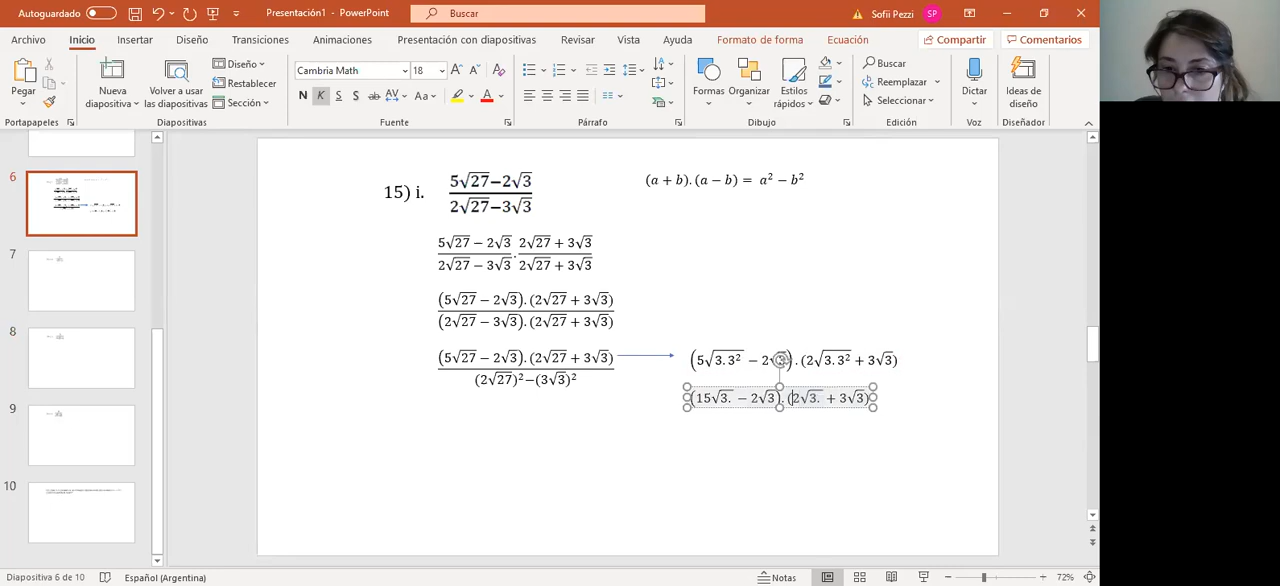 Autoguardado
Presentación1 - PowerPoint
Buscar
Sofii Pezzi SP
Archivo Inicio Insertar Diseño Transiciones Animaciones Presentación con diapositivas Revisar Vista Ayuda Formato de forma Ecuación Compartir Comentarios
Pegar
Nueva diapositiva
Volver a usar las diapositivas
Diseño
Restablecer
Sección
Cambria Math 18
N K S S ab AV Aa A A A
Formas Organizar Estilos rápidos
Buscar
Reemplazar
Seleccionar
Dictar
Ideas de diseño
Portapapeles Diapositivas Fuente Párrafo Dibujo Edición Voz Diseñador
6
7
8
9
10
15) i. (5√27−2√3)/(2√27−3√3)
(a + b). (a − b) = a² − b²
(5√27 − 2√3)/(2√27 − 3√3) . (2√27 + 3√3)/(2√27 + 3√3)
((5√27 − 2√3). (2√27 + 3√3))/((2√27 − 3√3). (2√27 + 3√3))
((5√27 − 2√3). (2√27 + 3√3))/((2√27)²−(3√3)²)
(5√3.3² − 2√3). (2√3.3² + 3√3)
(15√3. − 2√3). (2√3. + 3√3)
Diapositiva 6 de 10 Español (Argentina) Notas 72%